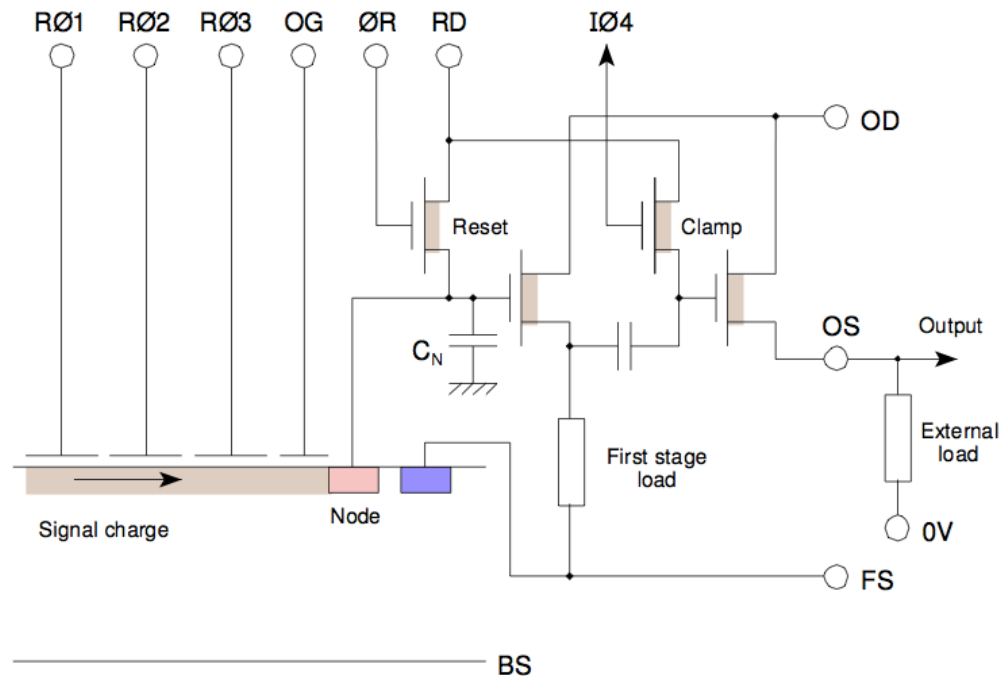 RØ1 RØ2 RØ3 OG ØR RD IØ4
OD
Reset
Clamp
OS
Output
C_N
External
load
First stage
load
Node
Signal charge
0V
FS
BS